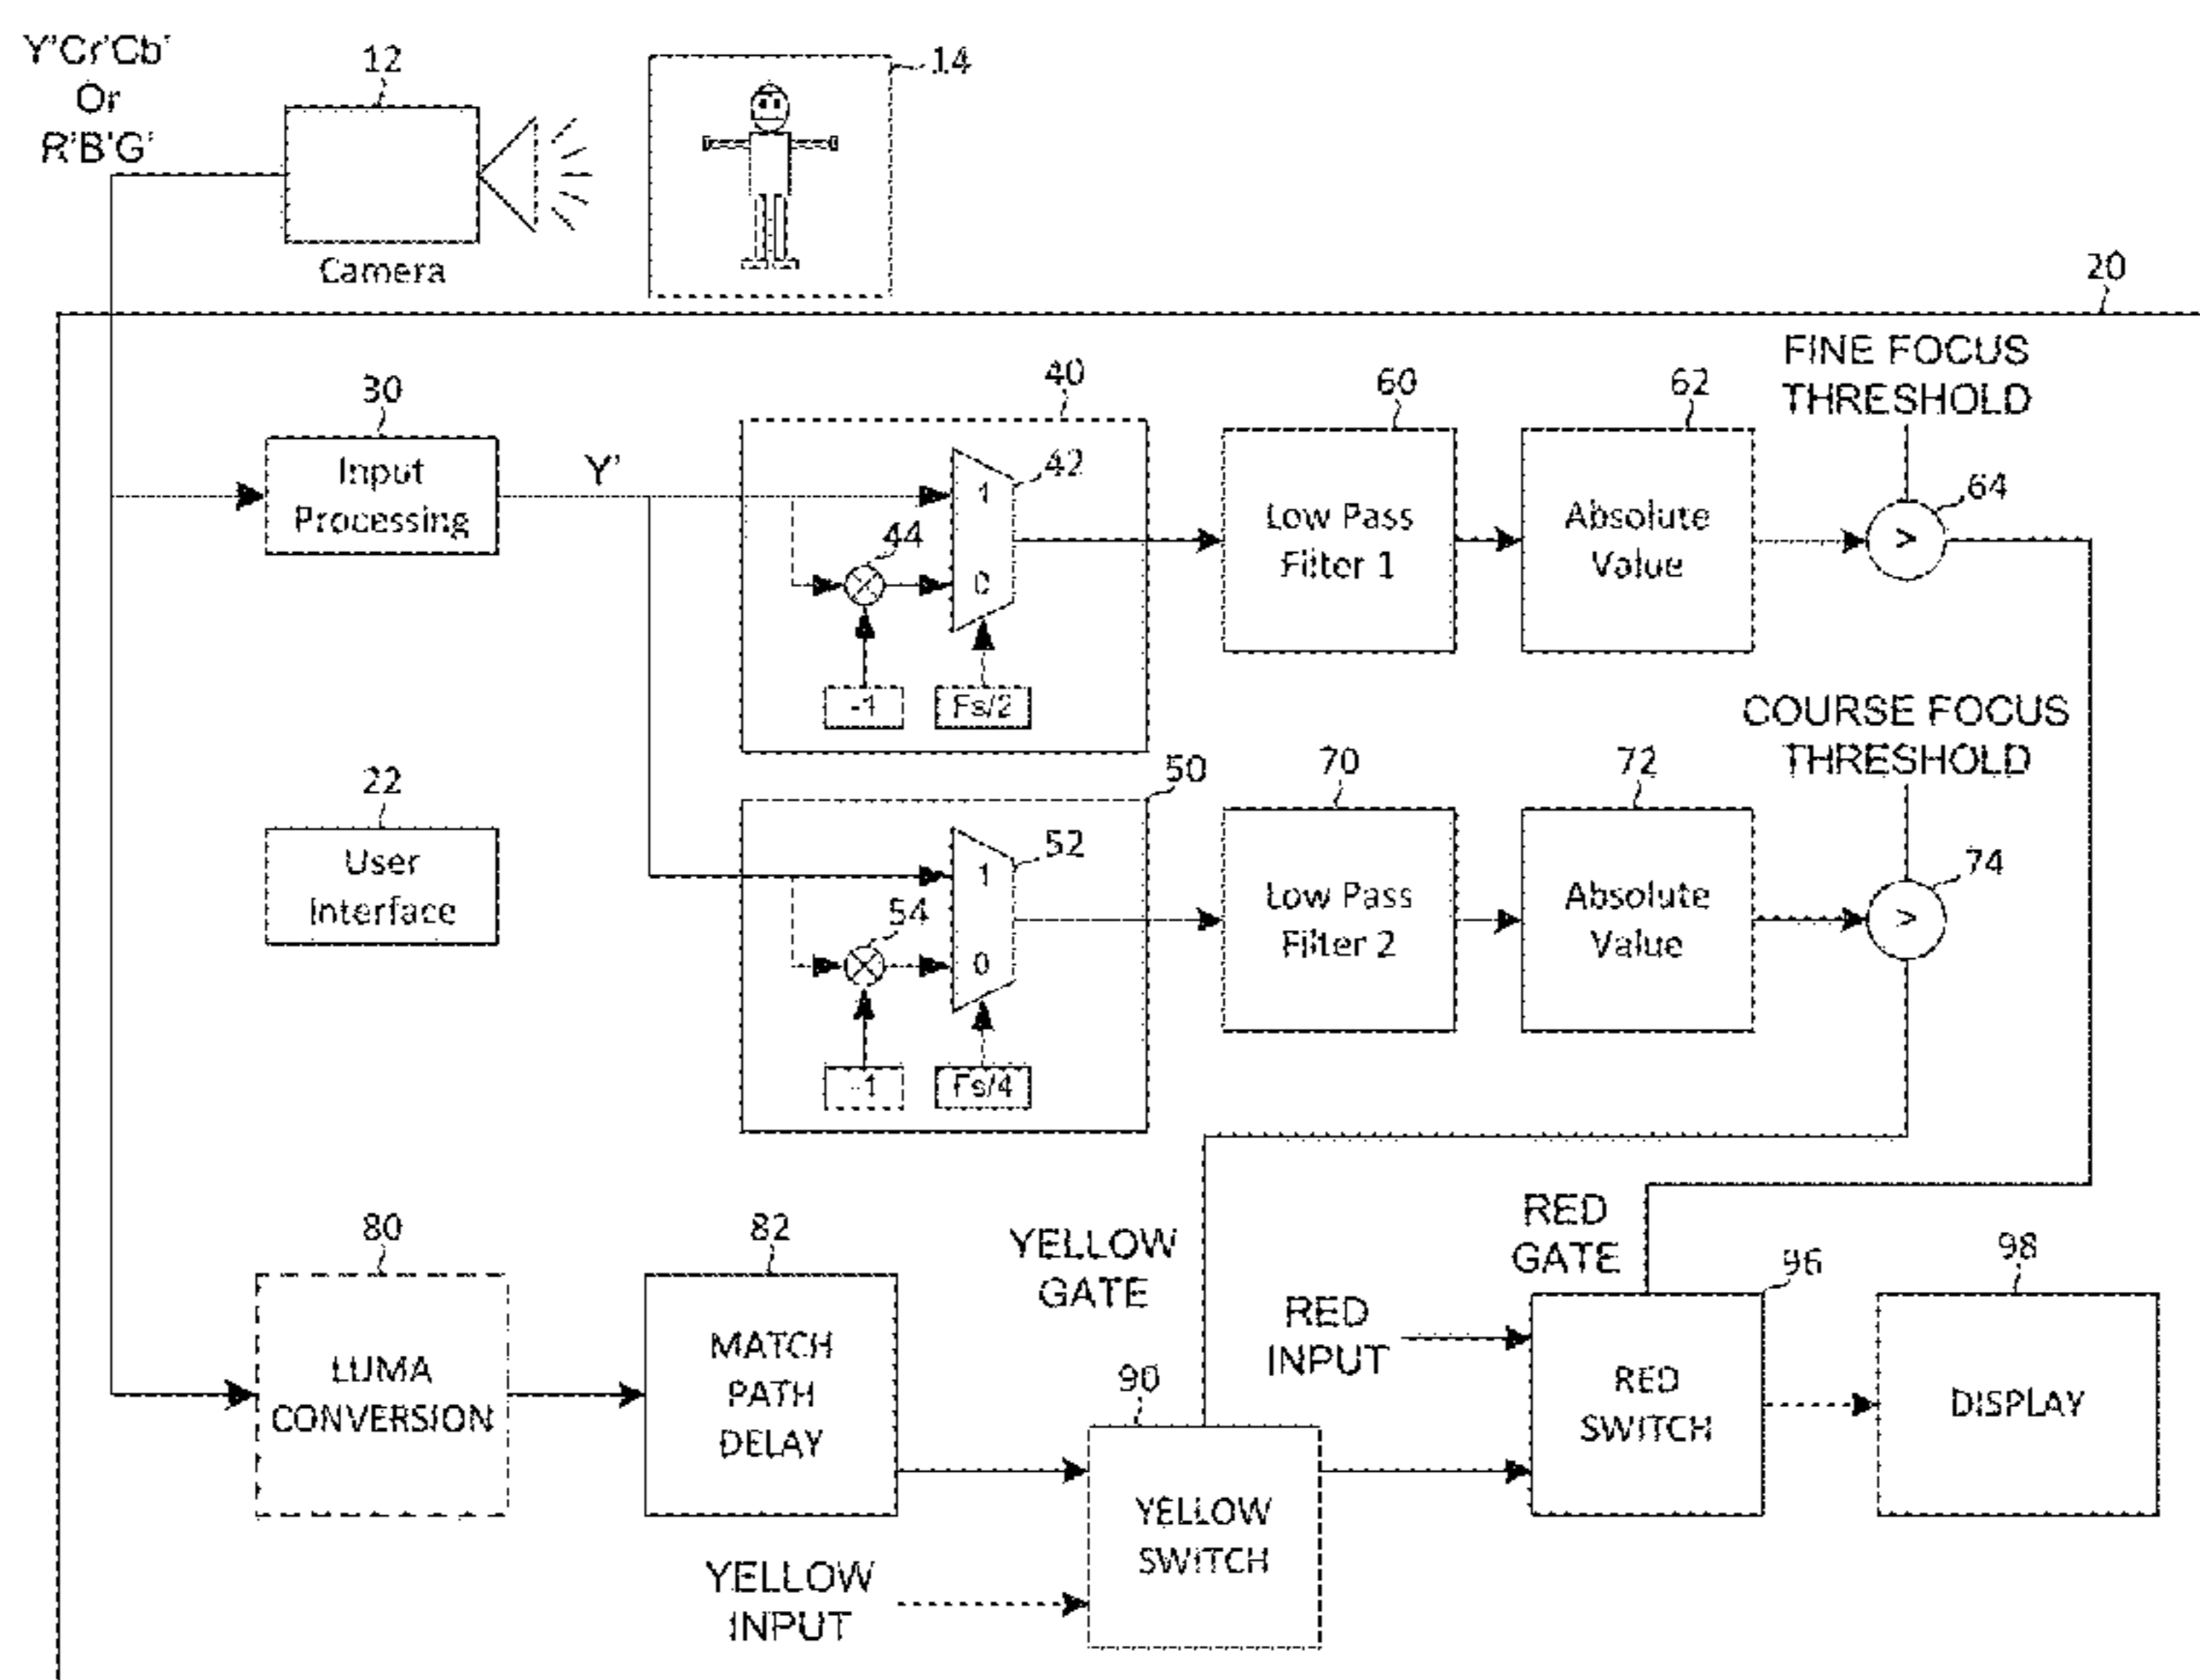 Y'Cr'Cb'
Or
R'B'G'
12
14
Camera
20
FINE FOCUS
THRESHOLD
30
Input
Processing
Y'
40
42
1
44
0
-1
Fs/2
60
Low Pass
Filter 1
62
Absolute
Value
64
>
22
User
Interface
50
52
1
54
0
-1
Fs/4
70
Low Pass
Filter 2
72
Absolute
Value
COURSE FOCUS
THRESHOLD
74
>
80
LUMA
CONVERSION
82
MATCH
PATH
DELAY
YELLOW
GATE
YELLOW
INPUT
90
YELLOW
SWITCH
RED
GATE
RED
INPUT
96
RED
SWITCH
98
DISPLAY